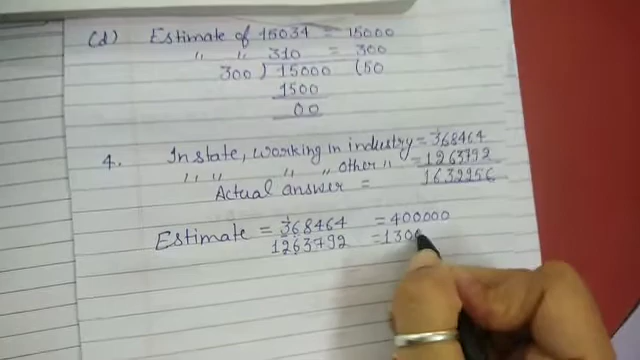 (d) Estimate of 15034 = 15000
" " 310 = 300
300 ) 15000 (50
1500
00
4. In state, working in industry = 368464
" " " " other " = 1263792
Actual answer = 1632256
Estimate = 368464 = 400000
1263792 = 1300